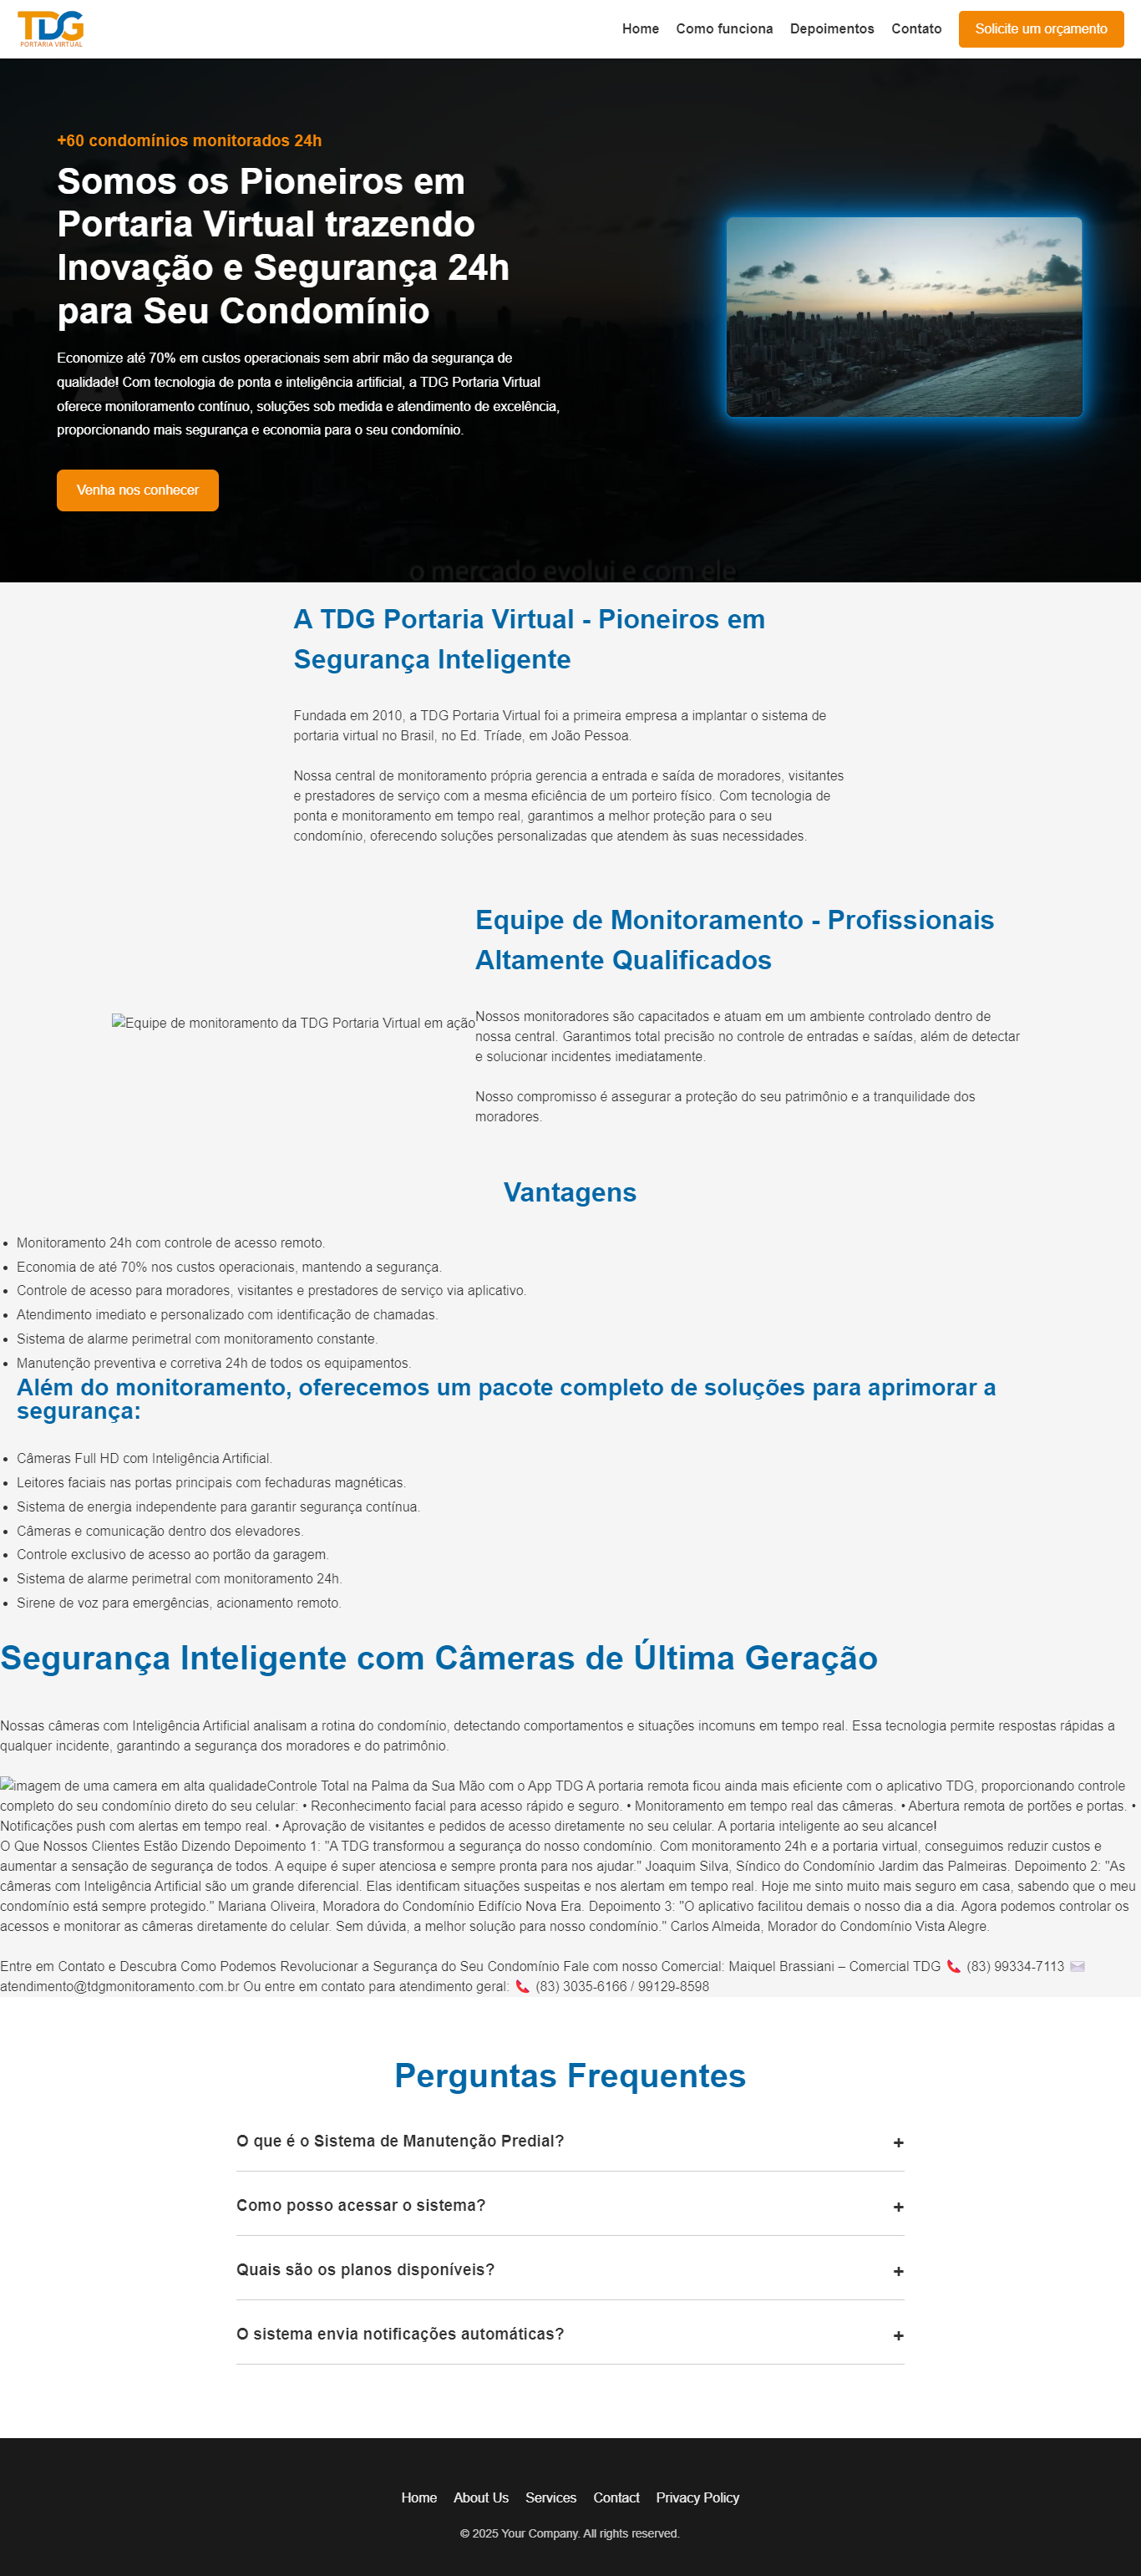 TDG
PORTARIA VIRTUAL
Home Como funciona Depoimentos Contato Solicite um orçamento
+60 condomínios monitorados 24h
Somos os Pioneiros em
Portaria Virtual trazendo
Inovação e Segurança 24h
para Seu Condomínio
Economize até 70% em custos operacionais sem abrir mão da segurança de
qualidade! Com tecnologia de ponta e inteligência artificial, a TDG Portaria Virtual
oferece monitoramento contínuo, soluções sob medida e atendimento de excelência,
proporcionando mais segurança e economia para o seu condomínio.
Venha nos conhecer
o mercado evolui e com ele
A TDG Portaria Virtual - Pioneiros em
Segurança Inteligente
Fundada em 2010, a TDG Portaria Virtual foi a primeira empresa a implantar o sistema de
portaria virtual no Brasil, no Ed. Tríade, em João Pessoa.
Nossa central de monitoramento própria gerencia a entrada e saída de moradores, visitantes
e prestadores de serviço com a mesma eficiência de um porteiro físico. Com tecnologia de
ponta e monitoramento em tempo real, garantimos a melhor proteção para o seu
condomínio, oferecendo soluções personalizadas que atendem às suas necessidades.
Equipe de Monitoramento - Profissionais
Altamente Qualificados
Equipe de monitoramento da TDG Portaria Virtual em ação
Nossos monitoradores são capacitados e atuam em um ambiente controlado dentro de
nossa central. Garantimos total precisão no controle de entradas e saídas, além de detectar
e solucionar incidentes imediatamente.
Nosso compromisso é assegurar a proteção do seu patrimônio e a tranquilidade dos
moradores.
Vantagens
• Monitoramento 24h com controle de acesso remoto.
• Economia de até 70% nos custos operacionais, mantendo a segurança.
• Controle de acesso para moradores, visitantes e prestadores de serviço via aplicativo.
• Atendimento imediato e personalizado com identificação de chamadas.
• Sistema de alarme perimetral com monitoramento constante.
• Manutenção preventiva e corretiva 24h de todos os equipamentos.
Além do monitoramento, oferecemos um pacote completo de soluções para aprimorar a
segurança:
• Câmeras Full HD com Inteligência Artificial.
• Leitores faciais nas portas principais com fechaduras magnéticas.
• Sistema de energia independente para garantir segurança contínua.
• Câmeras e comunicação dentro dos elevadores.
• Controle exclusivo de acesso ao portão da garagem.
• Sistema de alarme perimetral com monitoramento 24h.
• Sirene de voz para emergências, acionamento remoto.
Segurança Inteligente com Câmeras de Última Geração
Nossas câmeras com Inteligência Artificial analisam a rotina do condomínio, detectando comportamentos e situações incomuns em tempo real. Essa tecnologia permite respostas rápidas a
qualquer incidente, garantindo a segurança dos moradores e do patrimônio.
imagem de uma camera em alta qualidadeControle Total na Palma da Sua Mão com o App TDG A portaria remota ficou ainda mais eficiente com o aplicativo TDG, proporcionando controle
completo do seu condomínio direto do seu celular: • Reconhecimento facial para acesso rápido e seguro. • Monitoramento em tempo real das câmeras. • Abertura remota de portões e portas. •
Notificações push com alertas em tempo real. • Aprovação de visitantes e pedidos de acesso diretamente no seu celular. A portaria inteligente ao seu alcance!
O Que Nossos Clientes Estão Dizendo Depoimento 1: "A TDG transformou a segurança do nosso condomínio. Com monitoramento 24h e a portaria virtual, conseguimos reduzir custos e
aumentar a sensação de segurança de todos. A equipe é super atenciosa e sempre pronta para nos ajudar." Joaquim Silva, Síndico do Condomínio Jardim das Palmeiras. Depoimento 2: "As
câmeras com Inteligência Artificial são um grande diferencial. Elas identificam situações suspeitas e nos alertam em tempo real. Hoje me sinto muito mais seguro em casa, sabendo que o meu
condomínio está sempre protegido." Mariana Oliveira, Moradora do Condomínio Edifício Nova Era. Depoimento 3: "O aplicativo facilitou demais o nosso dia a dia. Agora podemos controlar os
acessos e monitorar as câmeras diretamente do celular. Sem dúvida, a melhor solução para nosso condomínio." Carlos Almeida, Morador do Condomínio Vista Alegre.
Entre em Contato e Descubra Como Podemos Revolucionar a Segurança do Seu Condomínio Fale com nosso Comercial: Maiquel Brassiani – Comercial TDG 📞 (83) 99334-7113 ✉️
atendimento@tdgmonitoramento.com.br Ou entre em contato para atendimento geral: 📞 (83) 3035-6166 / 99129-8598
Perguntas Frequentes
O que é o Sistema de Manutenção Predial? +
Como posso acessar o sistema? +
Quais são os planos disponíveis? +
O sistema envia notificações automáticas? +
Home About Us Services Contact Privacy Policy
© 2025 Your Company. All rights reserved.